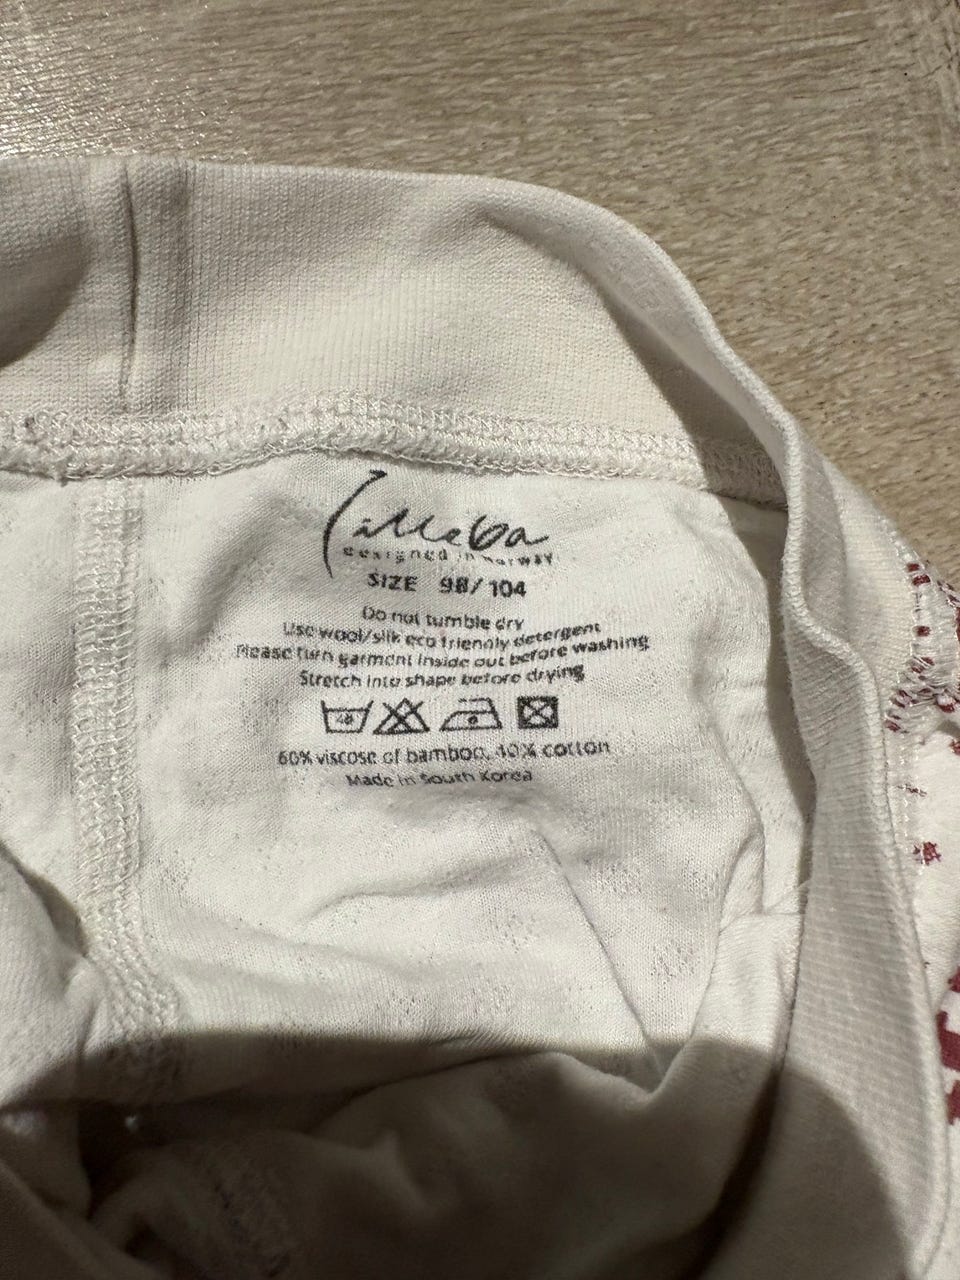 Lilleba
designed in norway
SIZE 98/104
Do not tumble dry
Use wool/silk eco friendly detergent
Please turn garment inside out before washing
Stretch into shape before drying
40
60% viscose of bamboo, 40% cotton
Made in South Korea